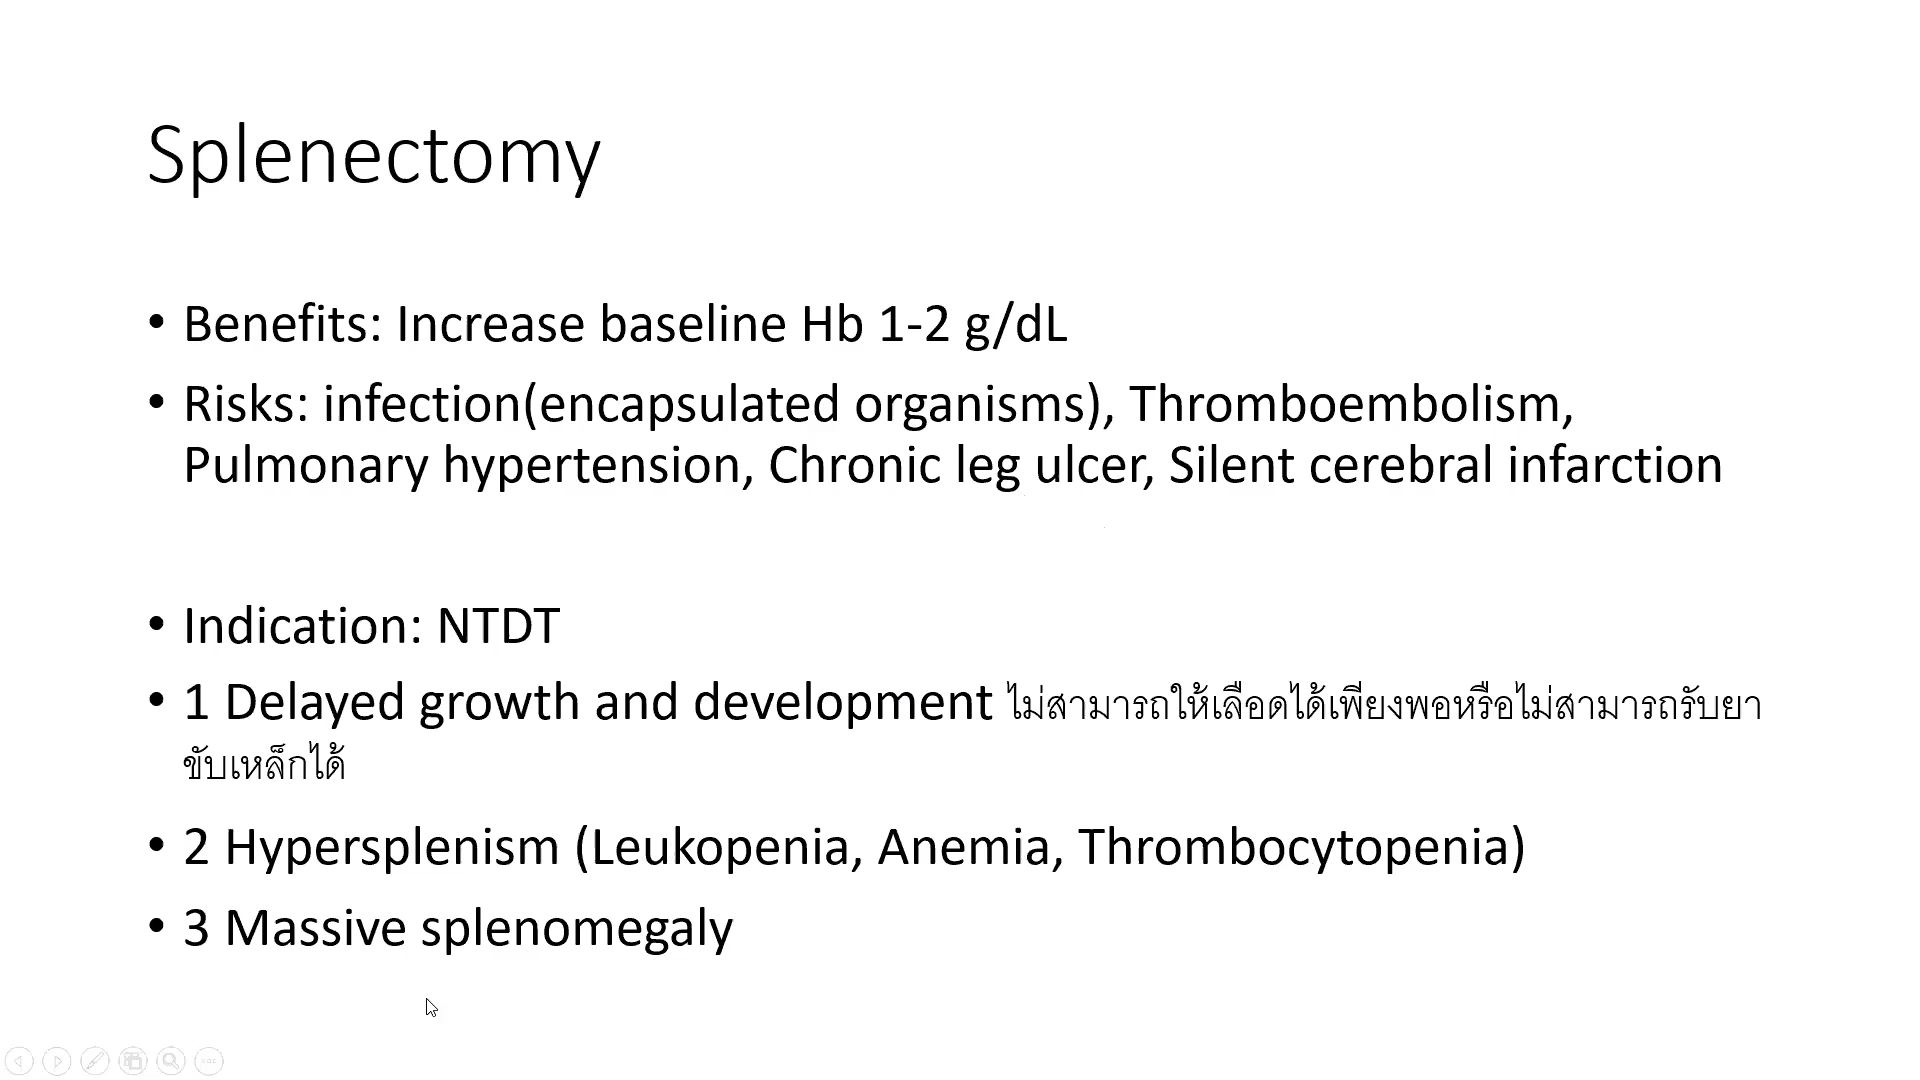 Splenectomy
• Benefits: Increase baseline Hb 1-2 g/dL
• Risks: infection(encapsulated organisms), Thromboembolism,
Pulmonary hypertension, Chronic leg ulcer, Silent cerebral infarction
• Indication: NTDT
• 1 Delayed growth and development ไม่สามารถให้เลือดได้เพียงพอหรือไม่สามารถรับยา
ขับเหล็กได้
• 2 Hypersplenism (Leukopenia, Anemia, Thrombocytopenia)
• 3 Massive splenomegaly